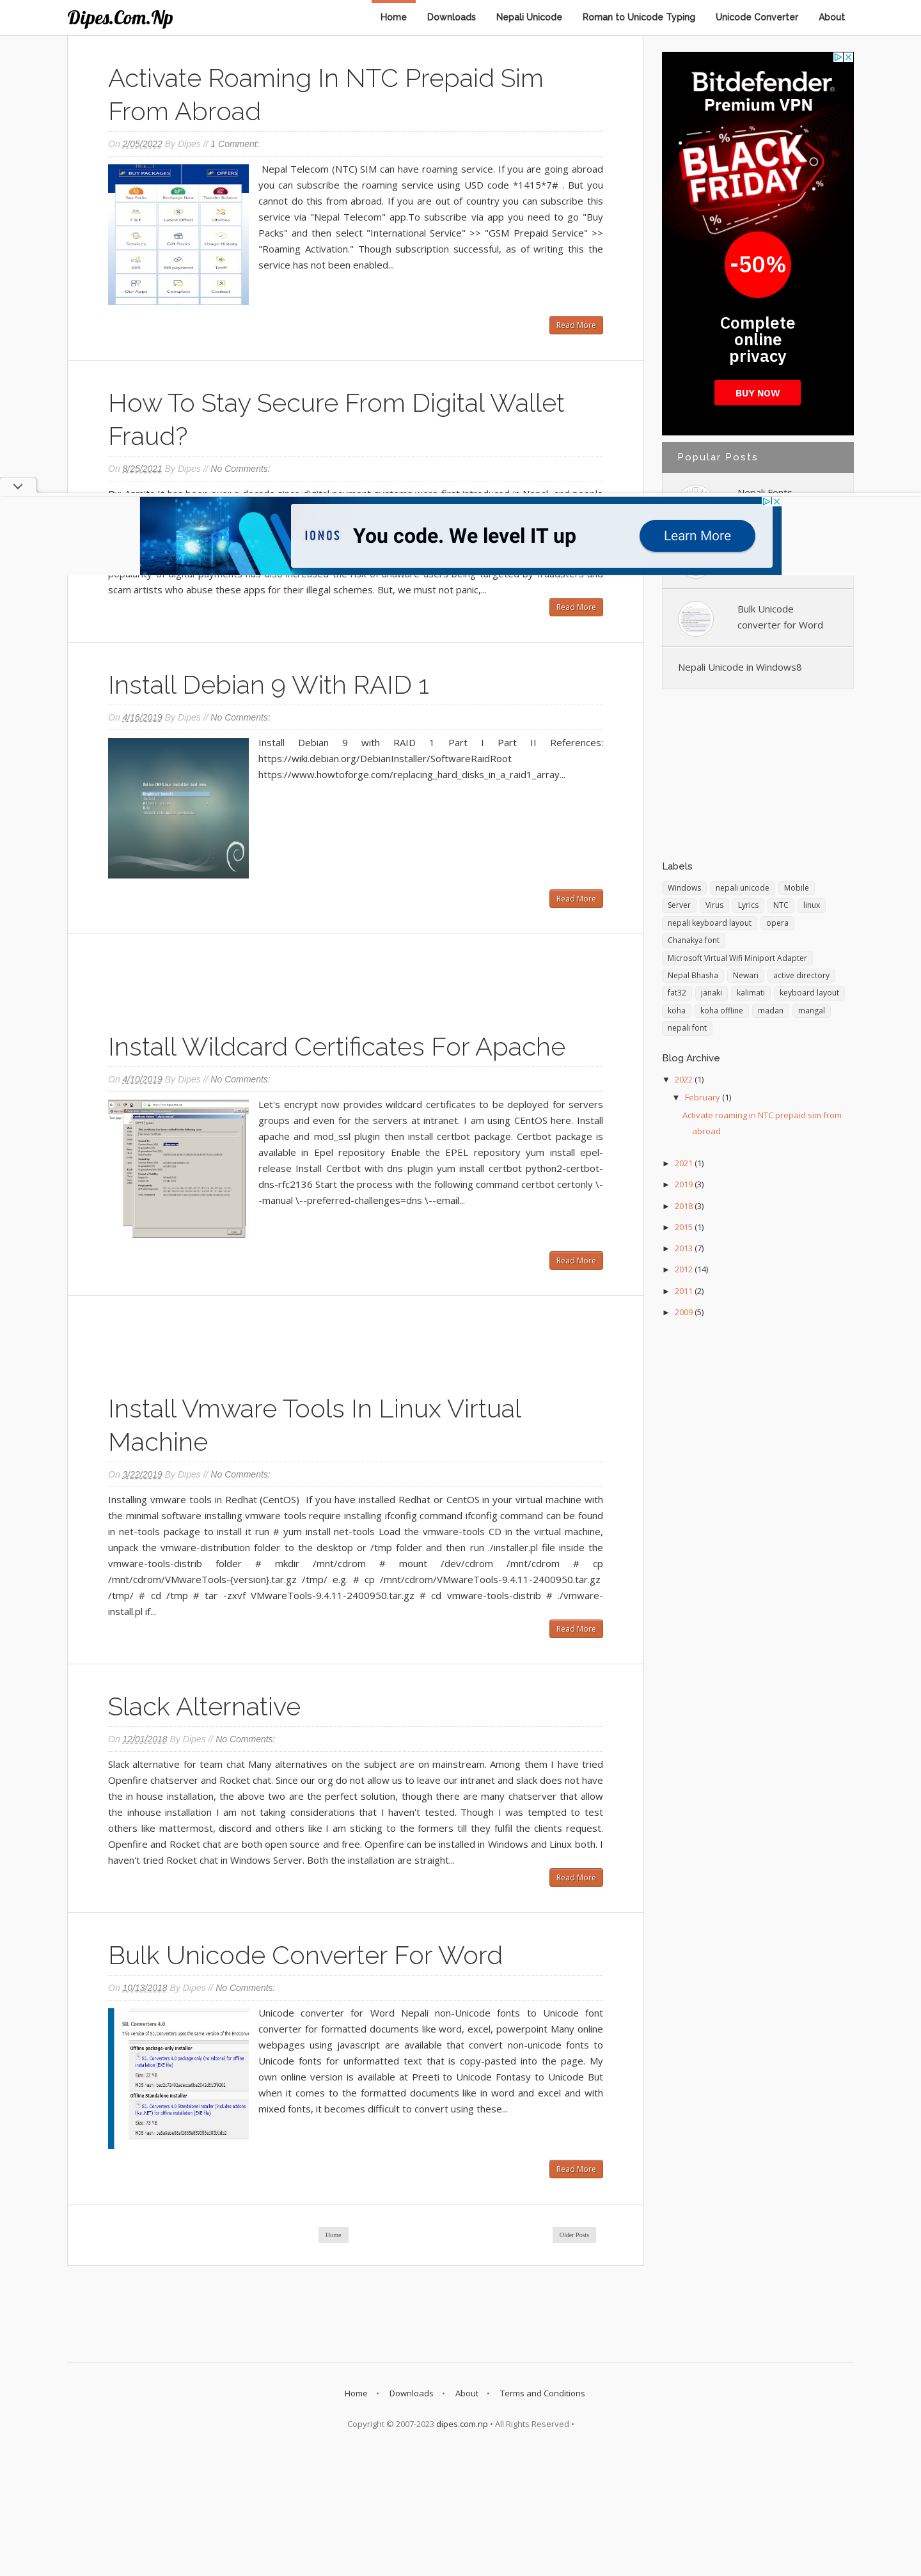 Dipes.Com.Np
Home
Downloads
Nepali Unicode
Roman to Unicode Typing
Unicode Converter
About
Activate Roaming In NTC Prepaid Sim
From Abroad
On 2/05/2022 By Dipes // 1 Comment:
BUY PACKAGES
OFFERS
Nepal Telecom (NTC) SIM can have roaming service. If you are going abroad
you can subscribe the roaming service using USD code *1415*7# . But you
cannot do this from abroad. If you are out of country you can subscribe this
service via "Nepal Telecom" app.To subscribe via app you need to go "Buy
Packs" and then select "International Service" >> "GSM Prepaid Service" >>
"Roaming Activation." Though subscription successful, as of writing this the
service has not been enabled...
Read More
How To Stay Secure From Digital Wallet
Fraud?
On 8/25/2021 By Dipes // No Comments:
popularity of digital payments has also increased the risk of unaware users being targeted by fraudsters and
scam artists who abuse these apps for their illegal schemes. But, we must not panic,...
Read More
Install Debian 9 With RAID 1
On 4/16/2019 By Dipes // No Comments:
Install Debian 9 with RAID 1 Part I Part II References:
https://wiki.debian.org/DebianInstaller/SoftwareRaidRoot
https://www.howtoforge.com/replacing_hard_disks_in_a_raid1_array...
Read More
Install Wildcard Certificates For Apache
On 4/10/2019 By Dipes // No Comments:
Let's encrypt now provides wildcard certificates to be deployed for servers
groups and even for the servers at intranet. I am using CEntOS here. Install
apache and mod_ssl plugin then install certbot package. Certbot package is
available in Epel repository Enable the EPEL repository yum install epel-
release Install Certbot with dns plugin yum install certbot python2-certbot-
dns-rfc2136 Start the process with the following command certbot certonly \-
-manual \--preferred-challenges=dns \--email...
Read More
Install Vmware Tools In Linux Virtual
Machine
On 3/22/2019 By Dipes // No Comments:
Installing vmware tools in Redhat (CentOS)  If you have installed Redhat or CentOS in your virtual machine with
the minimal software installing vmware tools require installing ifconfig command ifconfig command can be found
in net-tools package to install it run # yum install net-tools Load the vmware-tools CD in the virtual machine,
unpack the vmware-distribution folder to the desktop or /tmp folder and then run ./installer.pl file inside the
vmware-tools-distrib folder # mkdir /mnt/cdrom # mount /dev/cdrom /mnt/cdrom # cp
/mnt/cdrom/VMwareTools-{version}.tar.gz /tmp/ e.g. # cp /mnt/cdrom/VMwareTools-9.4.11-2400950.tar.gz
/tmp/ # cd /tmp # tar -zxvf VMwareTools-9.4.11-2400950.tar.gz # cd vmware-tools-distrib # ./vmware-
install.pl if...
Read More
Slack Alternative
On 12/01/2018 By Dipes // No Comments:
Slack alternative for team chat Many alternatives on the subject are on mainstream. Among them I have tried
Openfire chatserver and Rocket chat. Since our org do not allow us to leave our intranet and slack does not have
the in house installation, the above two are the perfect solution, though there are many chatserver that allow
the inhouse installation I am not taking considerations that I haven't tested. Though I was tempted to test
others like mattermost, discord and others like I am sticking to the formers till they fulfil the clients request.
Openfire and Rocket chat are both open source and free. Openfire can be installed in Windows and Linux both. I
haven't tried Rocket chat in Windows Server. Both the installation are straight...
Read More
Bulk Unicode Converter For Word
On 10/13/2018 By Dipes // No Comments:
SIL Converters 4.0
Offline package-only installer
Offline Standalone Installer
Unicode converter for Word Nepali non-Unicode fonts to Unicode font
converter for formatted documents like word, excel, powerpoint Many online
webpages using javascript are available that convert non-unicode fonts to
Unicode fonts for unformatted text that is copy-pasted into the page. My
own online version is available at Preeti to Unicode Fontasy to Unicode But
when it comes to the formatted documents like in word and excel and with
mixed fonts, it becomes difficult to convert using these...
Read More
Home
Older Posts
Bitdefender
Premium VPN
BLACK
FRIDAY
-50%
Complete
online
privacy
BUY NOW
Popular Posts
Nepali Fonts
Bulk Unicode
converter for Word
Nepali Unicode in Windows8
IONOS
You code. We level IT up
Learn More
Labels
Windows
nepali unicode
Mobile
Server
Virus
Lyrics
NTC
linux
nepali keyboard layout
opera
Chanakya font
Microsoft Virtual Wifi Miniport Adapter
Nepal Bhasha
Newari
active directory
fat32
janaki
kalimati
keyboard layout
koha
koha offline
madan
mangal
nepali font
Blog Archive
▼ 2022 (1)
▼ February (1)
Activate roaming in NTC prepaid sim from
abroad
► 2021 (1)
► 2019 (3)
► 2018 (3)
► 2015 (1)
► 2013 (7)
► 2012 (14)
► 2011 (2)
► 2009 (5)
Home • Downloads • About • Terms and Conditions
Copyright © 2007-2023 dipes.com.np • All Rights Reserved •